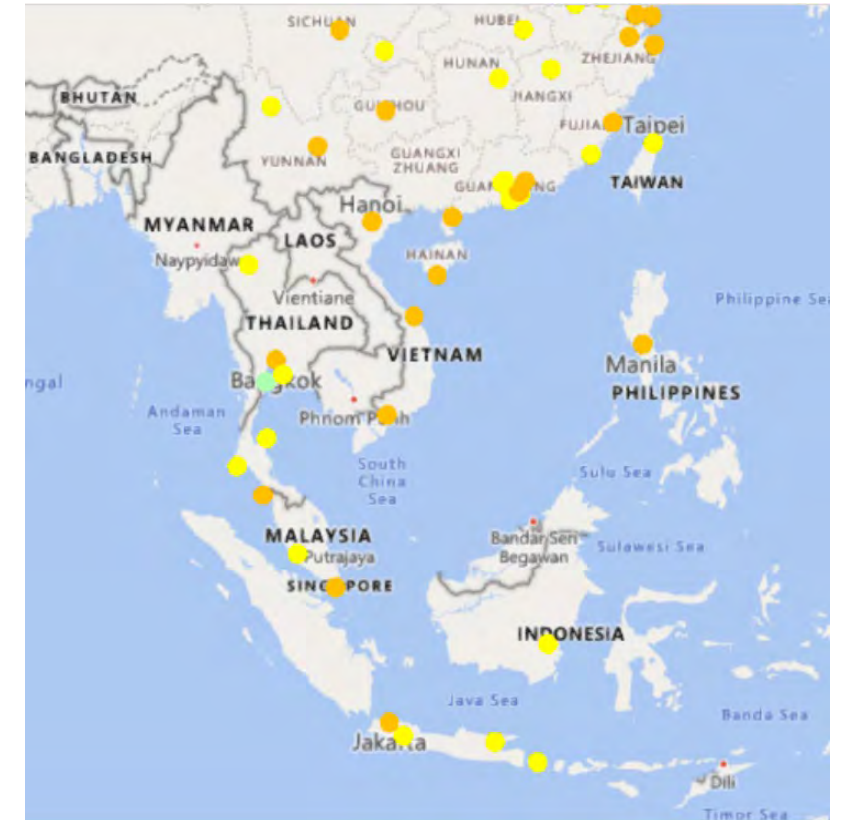 SICHUAN
HUBEI
HUNAN
ZHEJIANG
BHUTAN
JIANGXI
FUJIAN
Taipei
BANGLADESH
YUNNAN
GUANGXI
ZHUANG
TAIWAN
Hanoi
MYANMAR
LAOS
HAINAN
Naypyidaw
Vientiane
Philippine Sea
THAILAND
VIETNAM
Manila
Bangkok
PHILIPPINES
Andaman
Sea
Phnom Penh
South
China
Sea
Sulu Sea
MALAYSIA
Putrajaya
Bandar Seri
Begawan
Sulawesi Sea
SINGAPORE
INDONESIA
Java Sea
Banda Sea
Jakarta
Dili
Timor Sea